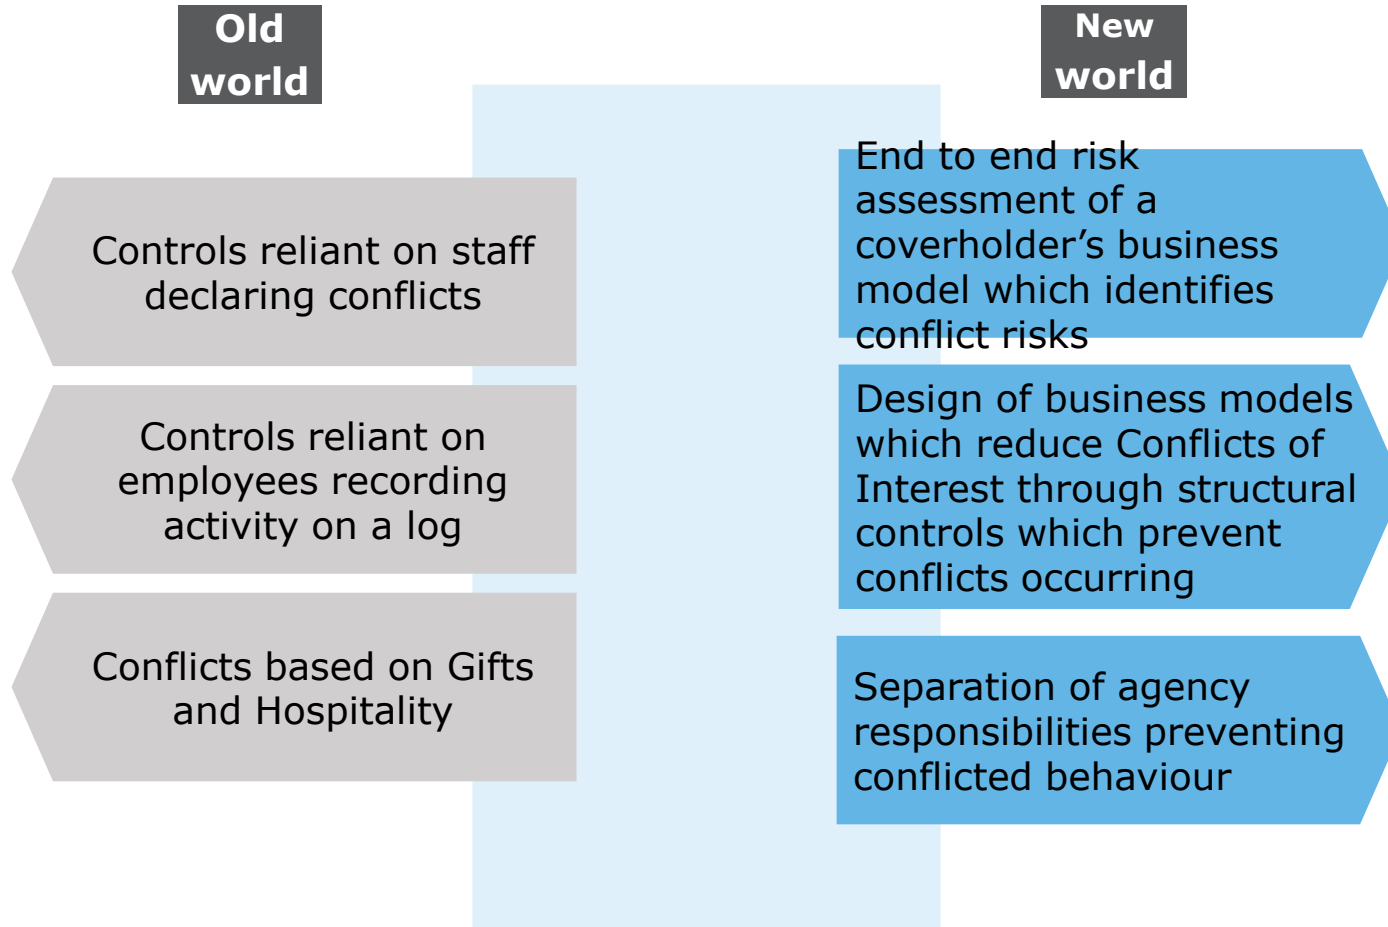 Old
world
Controls reliant on staff
declaring conflicts
Controls reliant on
employees recording
activity on a log
Conflicts based on Gifts
and Hospitality
New
world
End to end risk
assessment of a
coverholder’s business
model which identifies
conflict risks
Design of business models
which reduce Conflicts of
Interest through structural
controls which prevent
conflicts occurring
Separation of agency
responsibilities preventing
conflicted behaviour